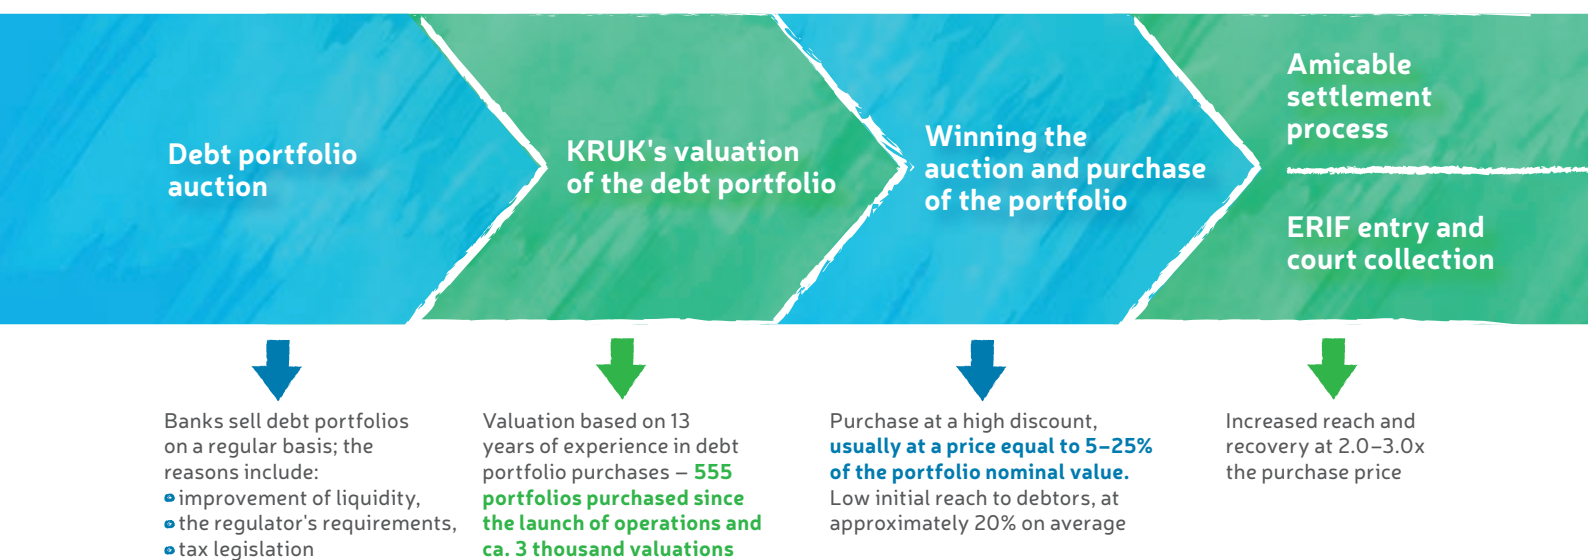 Debt portfolio
auction
KRUK's valuation
of the debt portfolio
Winning the
auction and purchase
of the portfolio
Amicable
settlement
process
ERIF entry and
court collection
Banks sell debt portfolios
on a regular basis; the
reasons include:
improvement of liquidity,
the regulator's requirements,
tax legislation
Valuation based on 13
years of experience in debt
portfolio purchases – 555
portfolios purchased since
the launch of operations and
ca. 3 thousand valuations
Purchase at a high discount,
usually at a price equal to 5–25%
of the portfolio nominal value.
Low initial reach to debtors, at
approximately 20% on average
Increased reach and
recovery at 2.0–3.0x
the purchase price